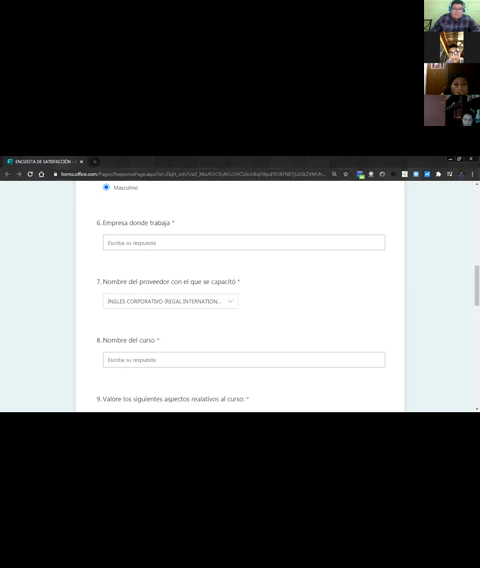 ENCUESTA DE SATISFACCIÓN
Masculino
6. Empresa donde trabaja *
Escriba su respuesta
7. Nombre del proveedor con el que se capacitó *
INGLES CORPORATIVO (REGAL INTERNATION...
8. Nombre del curso *
Escriba su respuesta
9. Valore los siguientes aspectos realativos al curso: *